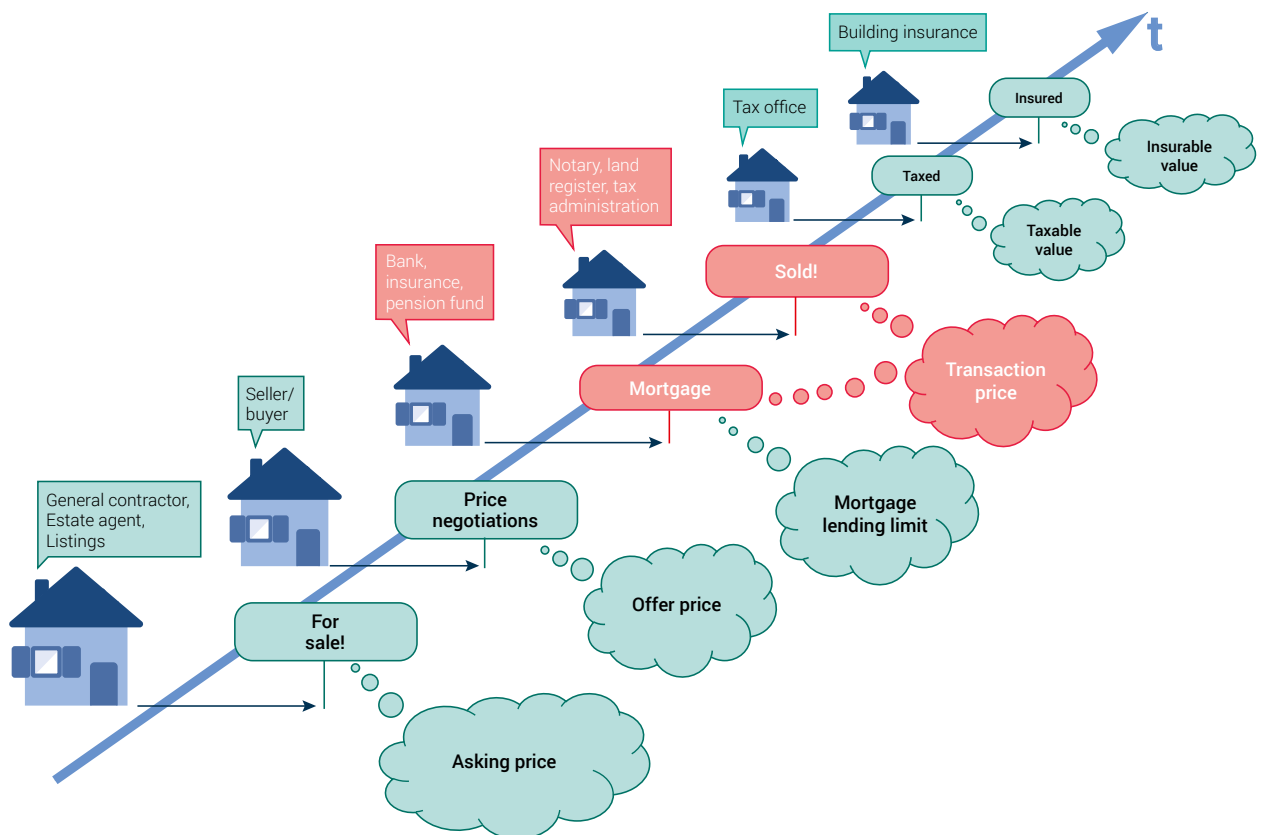 t
Building insurance
Insured
Insurable
value
Tax office
Taxed
Taxable
value
Notary, land
register, tax
administration
Sold!
Transaction
price
Bank,
insurance,
pension fund
Mortgage
Mortgage
lending limit
Seller/
buyer
Price
negotiations
Offer price
General contractor,
Estate agent,
Listings
For
sale!
Asking price